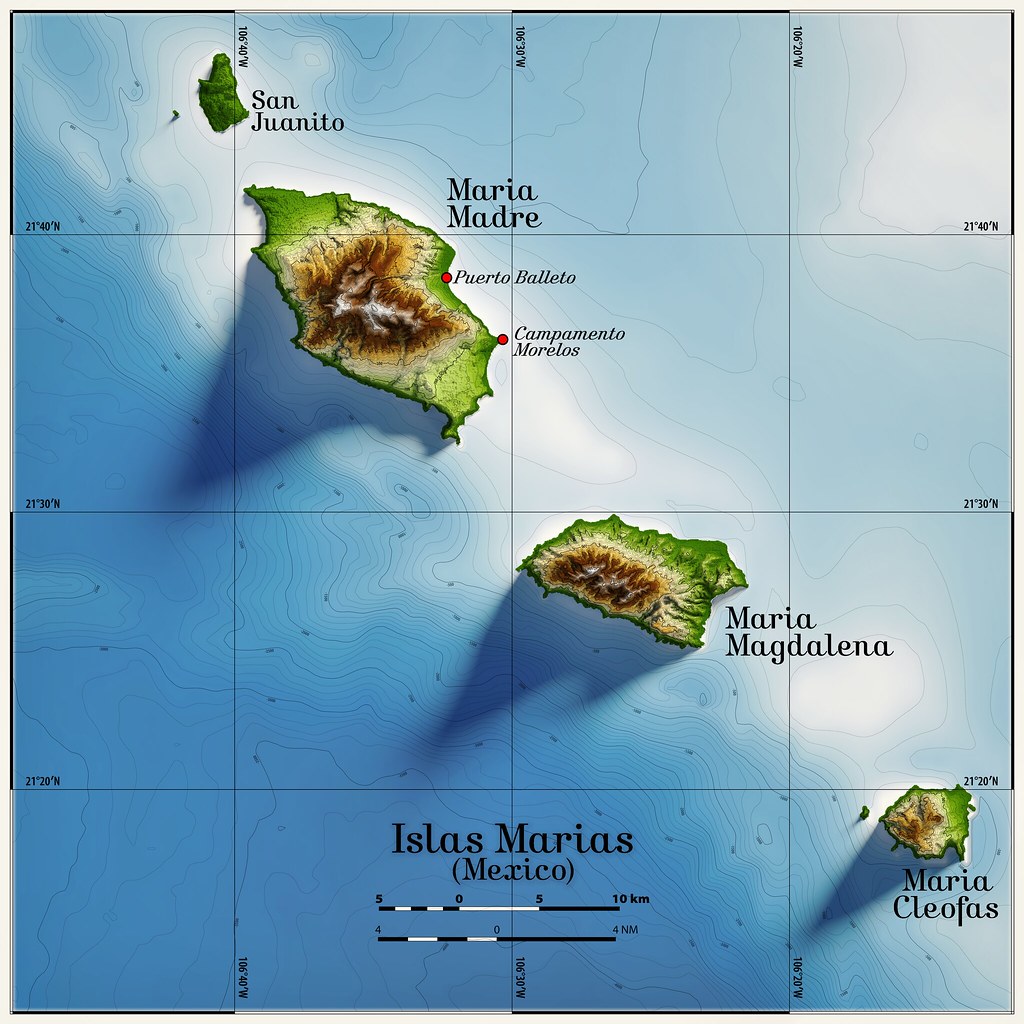 106°40'W
106°30'W
106°20'W
San
Juanito
Maria
Madre
21°40'N
21°40'N
Puerto Balleto
Campamento
Morelos
21°30'N
21°30'N
Maria
Magdalena
21°20'N
21°20'N
Islas Marias
(Mexico)
5 0 5 10 km
4 0 4 NM
Maria
Cleofas
106°40'W
106°30'W
106°20'W